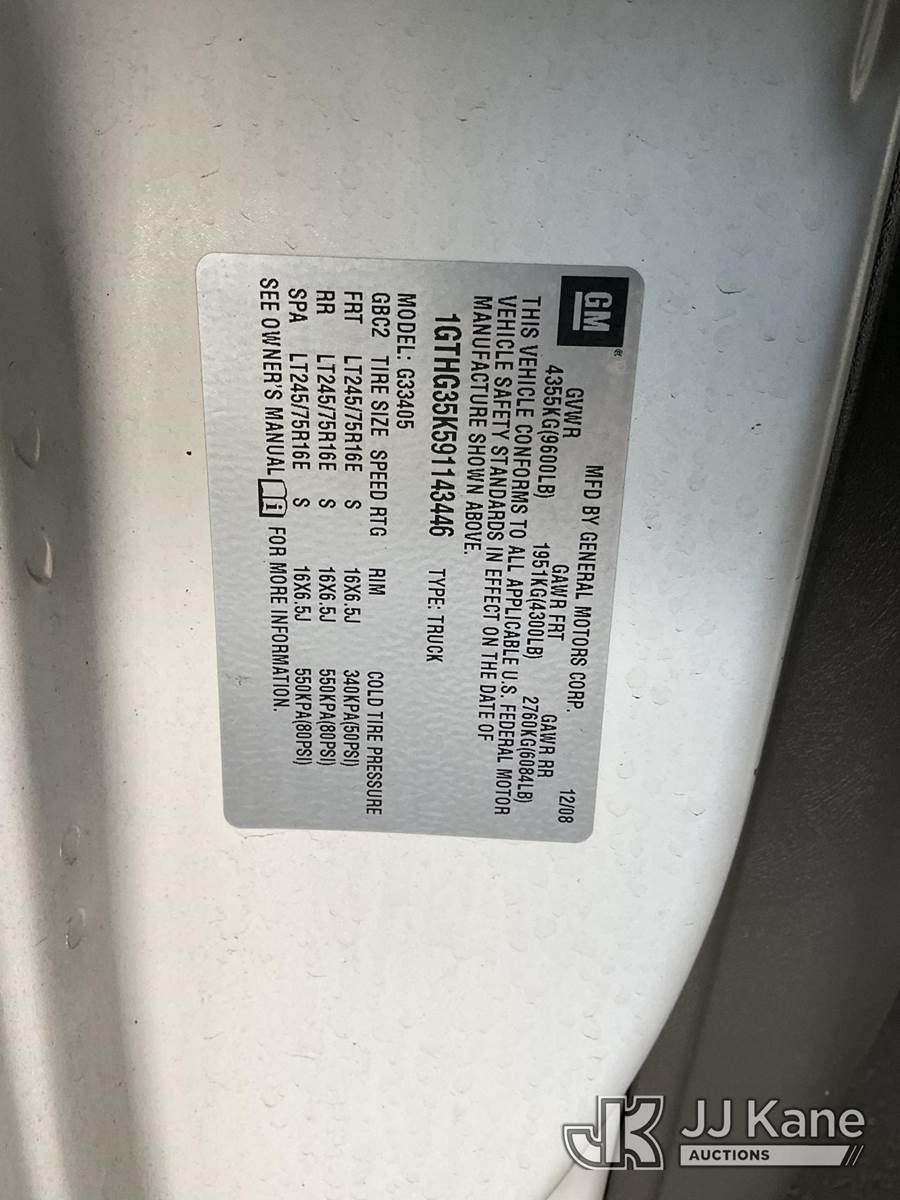 GM
MFD BY GENERAL MOTORS CORP. 12/08
GVWR GAWR FRT GAWR RR
4355KG(9600LB) 1951KG(4300LB) 2760KG(6084LB)
THIS VEHICLE CONFORMS TO ALL APPLICABLE U.S. FEDERAL MOTOR
VEHICLE SAFETY STANDARDS IN EFFECT ON THE DATE OF
MANUFACTURE SHOWN ABOVE.
1GTHG35K591143446 TYPE: TRUCK
MODEL: G33405
GBC2 TIRE SIZE SPEED RTG RIM COLD TIRE PRESSURE
FRT LT245/75R16E S 16X6.5J 340KPA(50PSI)
RR LT245/75R16E S 16X6.5J 550KPA(80PSI)
SPA LT245/75R16E S 16X6.5J 550KPA(80PSI)
SEE OWNER'S MANUAL FOR MORE INFORMATION.
JK JJ Kane
AUCTIONS